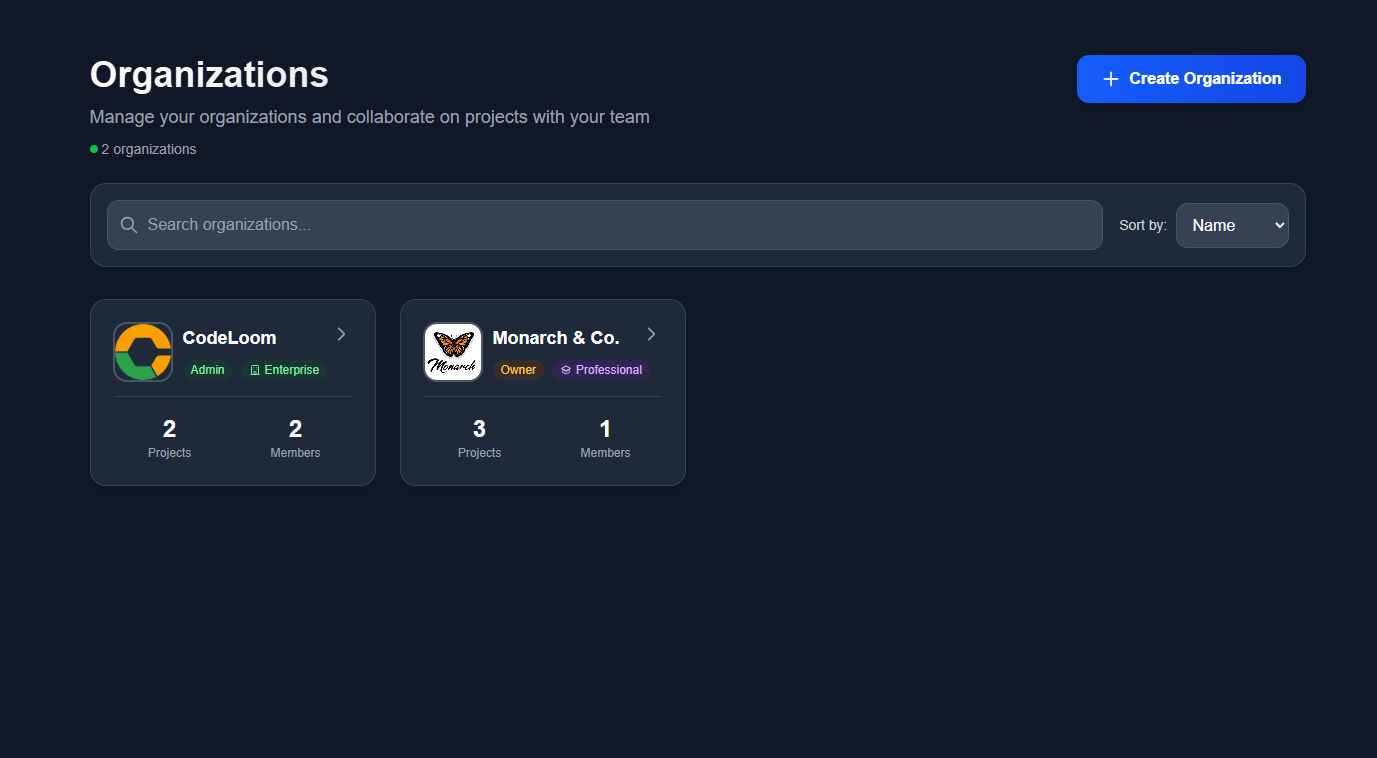 Organizations
Create Organization
Manage your organizations and collaborate on projects with your team
2 organizations
Search organizations...
Sort by:
Name
CodeLoom
Admin
Enterprise
2
Projects
2
Members
Monarch & Co.
Monarch
Owner
Professional
3
Projects
1
Members